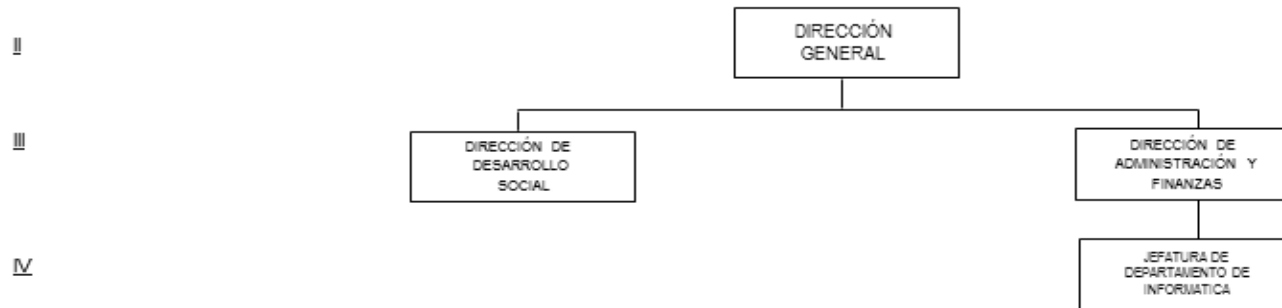 II
DIRECCIÓN
GENERAL
III
DIRECCIÓN DE
DESARROLLO
SOCIAL
DIRECCIÓN DE
ADMINISTRACIÓN Y
FINANZAS
IV
JEFATURA DE
DEPARTAMENTO DE
INFORMATICA